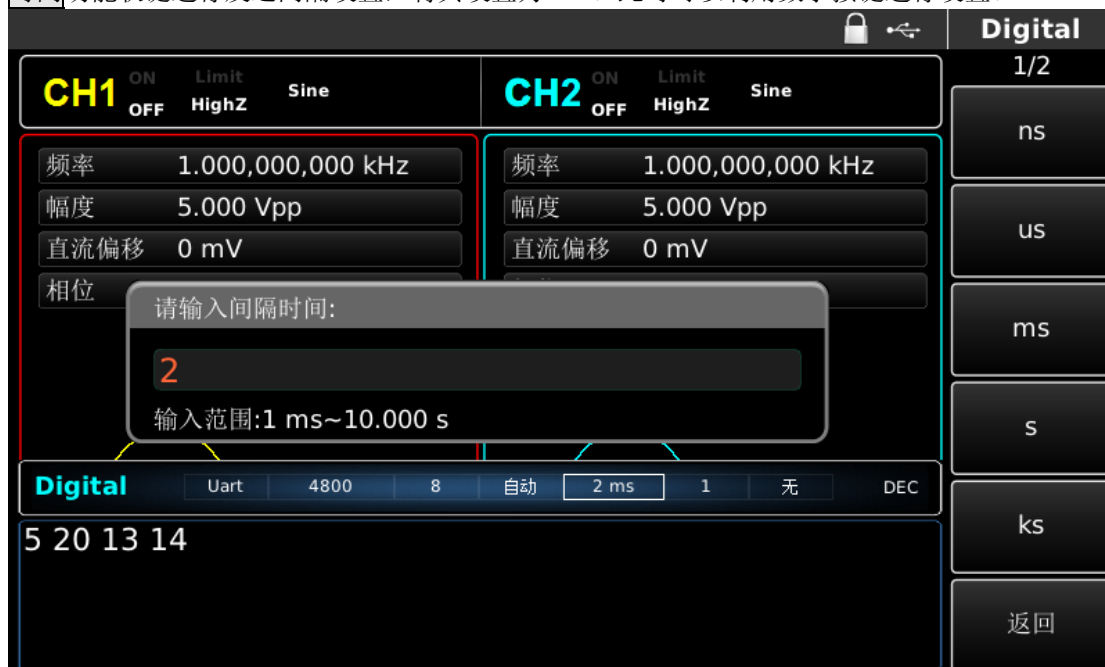 Digital
1/2
CH1 ON OFF Limit HighZ Sine
CH2 ON OFF Limit HighZ Sine
ns
频率 1.000,000,000 kHz
频率 1.000,000,000 kHz
幅度 5.000 Vpp
幅度 5.000 Vpp
us
直流偏移 0 mV
直流偏移 0 mV
相位
请输入间隔时间:
ms
2
输入范围:1 ms~10.000 s
s
Digital Uart 4800 8 自动 2 ms 1 无 DEC
5 20 13 14
ks
返回